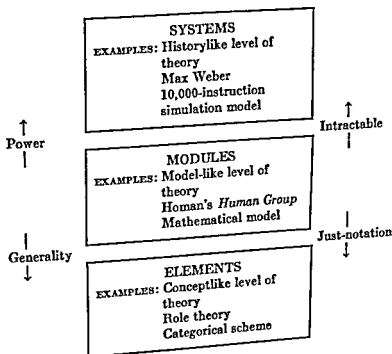 SYSTEMS
EXAMPLES: Historylike level of
theory
Max Weber
10,000-instruction
simulation model
Power
Intractable
MODULES
EXAMPLES: Model-like level of
theory
Homan's Human Group
Mathematical model
Generality
Just-notation
ELEMENTS
EXAMPLES: Conceptlike level of
theory
Role theory
Categorical scheme